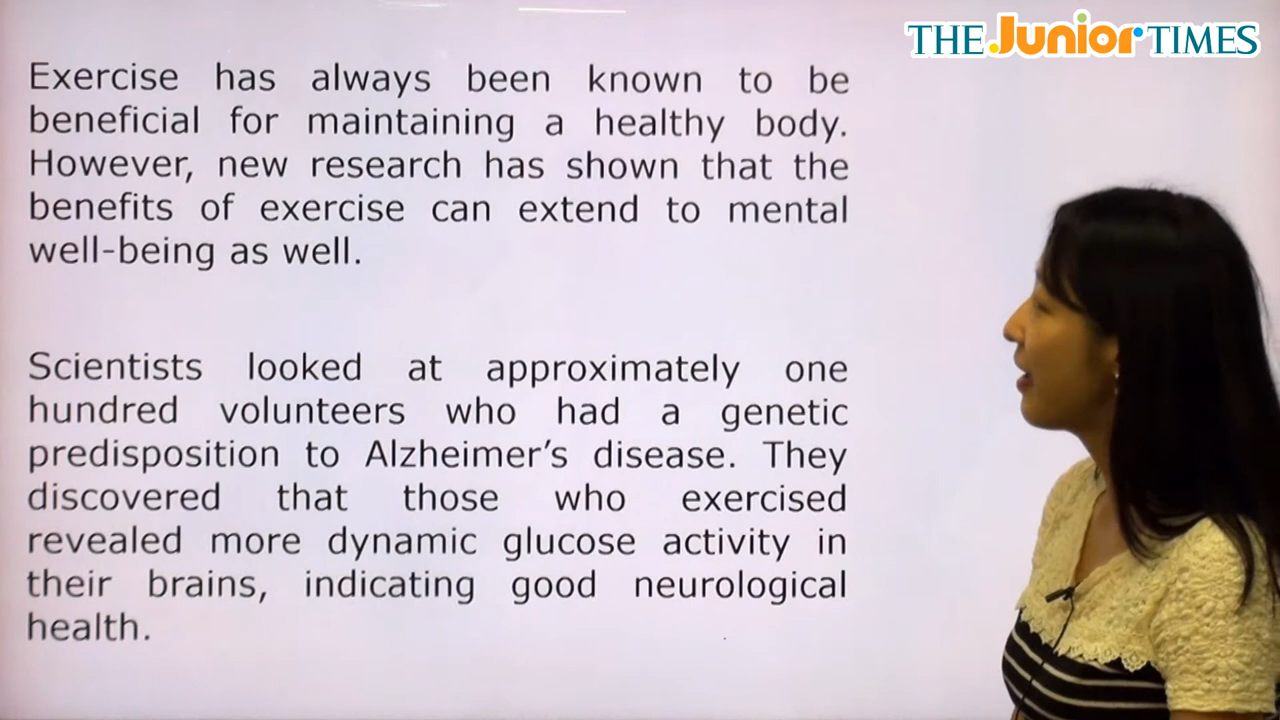 THE Junior TIMES
Exercise has always been known to be
beneficial for maintaining a healthy body.
However, new research has shown that the
benefits of exercise can extend to mental
well-being as well.
Scientists looked at approximately one
hundred volunteers who had a genetic
predisposition to Alzheimer’s disease. They
discovered that those who exercised
revealed more dynamic glucose activity in
their brains, indicating good neurological
health.